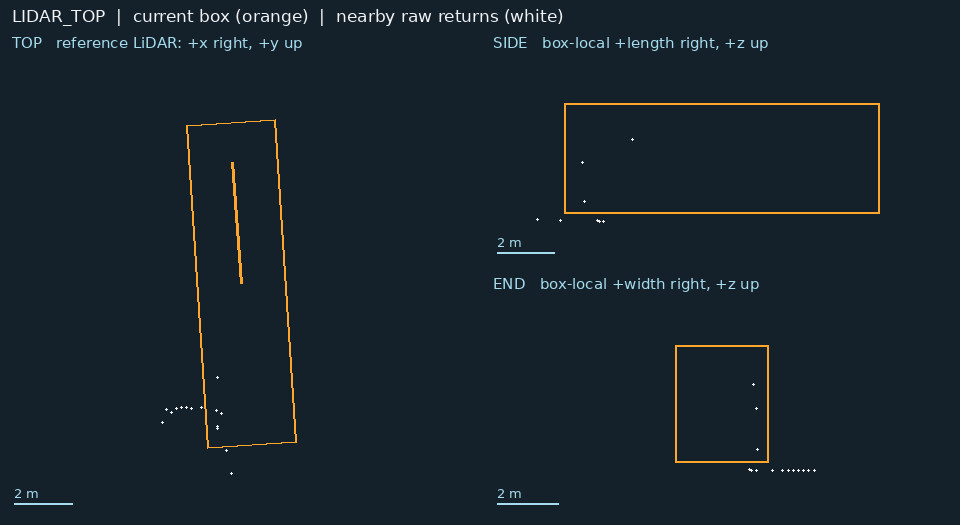 LIDAR_TOP | current box (orange) | nearby raw returns (white)
TOP reference LiDAR: +x right, +y up
SIDE box-local +length right, +z up
2 m
END box-local +width right, +z up
2 m
2 m